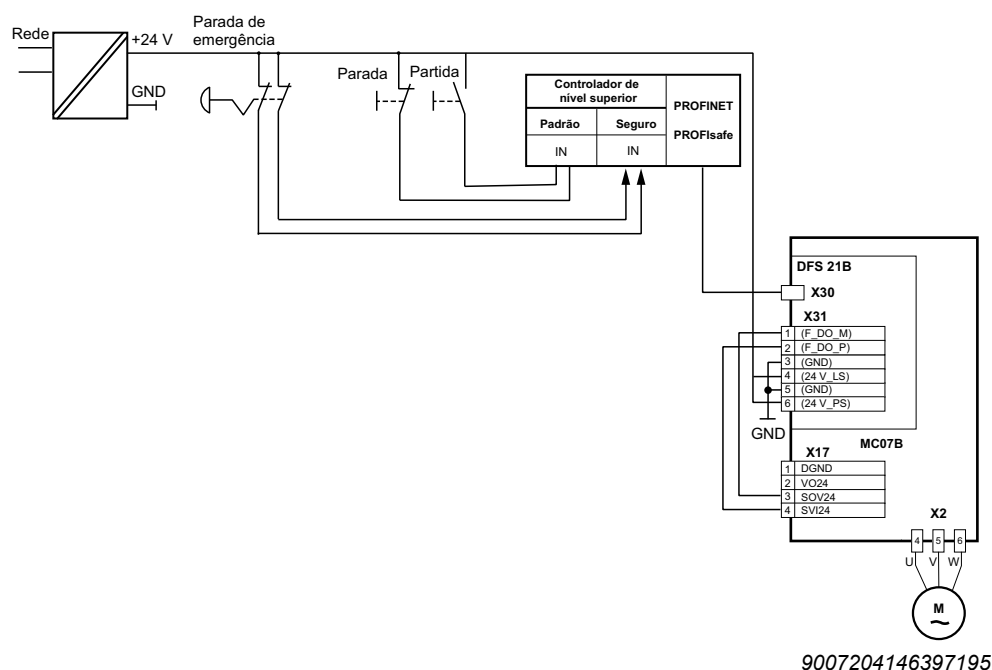 Parada de
emergência
Rede
+24 V
GND
Parada
Partida
Controlador de
nível superior
PROFINET
PROFIsafe
Padrão
Seguro
IN
IN
DFS 21B
X30
X31
1 (F_DO_M)
2 (F_DO_P)
3 (GND)
4 (24 V_LS)
5 (GND)
6 (24 V_PS)
GND
MC07B
X17
1 DGND
2 VO24
3 SOV24
4 SVI24
X2
4 5 6
U V W
M
~
9007204146397195